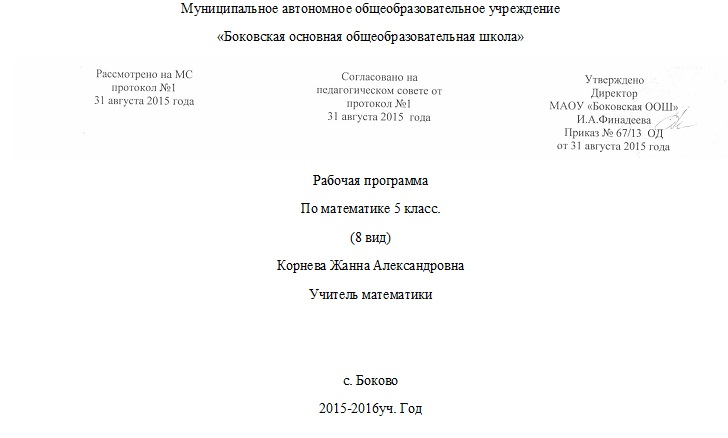 Муниципальное автономное общеобразовательное учреждение
«Боковская основная общеобразовательная школа»
Рассмотрено на МС
протокол №1
31 августа 2015 года
Согласовано на
педагогическом совете от
протокол №1
31 августа 2015 года
Утверждено
Директор
МАОУ «Боковская ООШ»
И.А.Финадеева
Приказ № 67/13 ОД
от 31 августа 2015 года
Рабочая программа
По математике 5 класс.
(8 вид)
Корнева Жанна Александровна
Учитель математики
с. Боково
2015-2016уч. Год